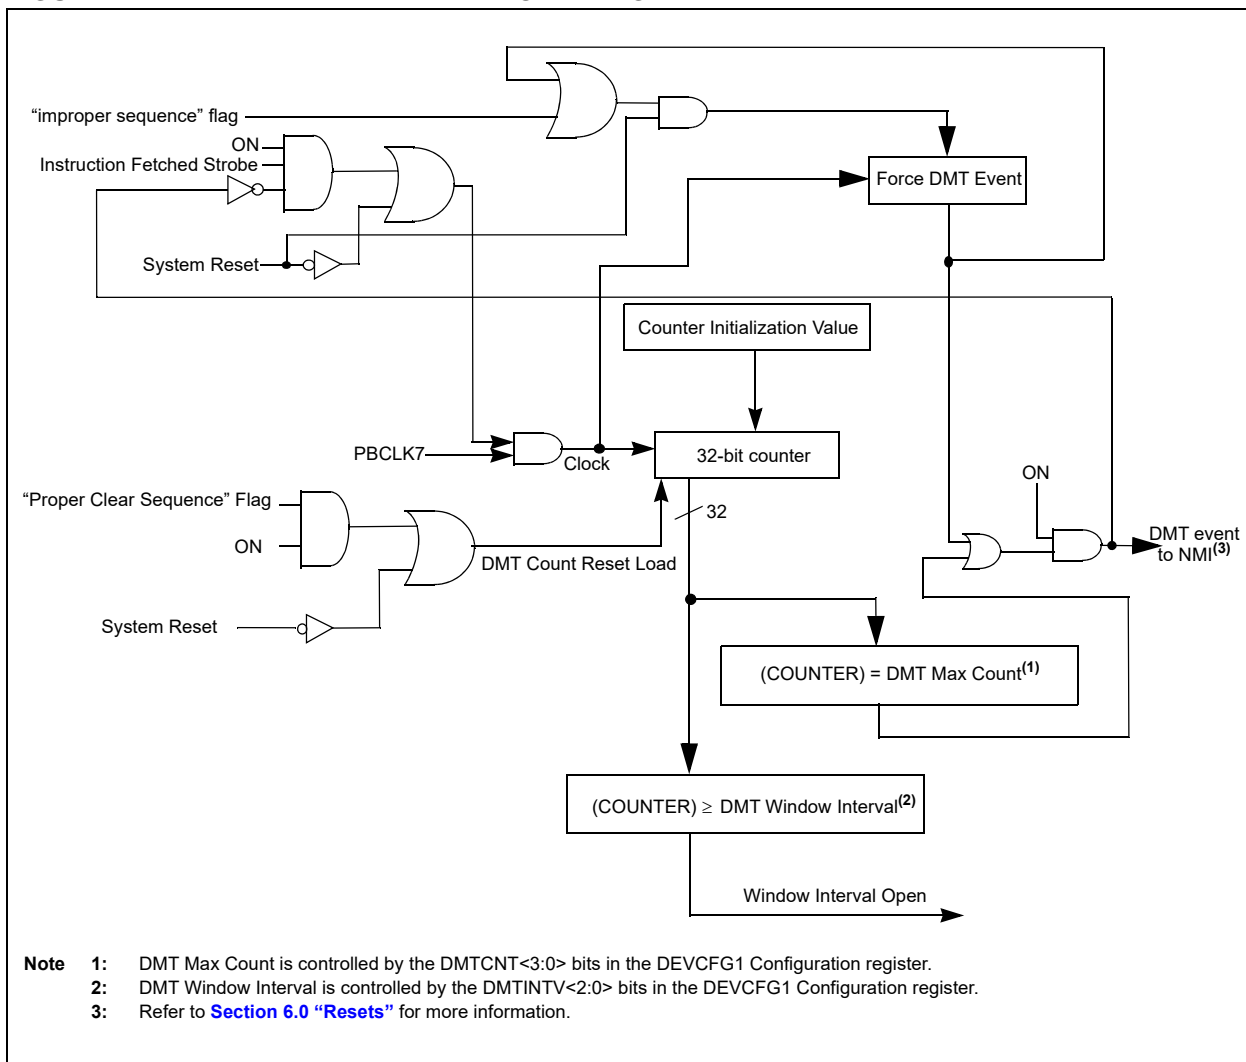 “improper sequence” flag
ON
Instruction Fetched Strobe
Force DMT Event
System Reset
Counter Initialization Value
PBCLK7
Clock
32-bit counter
“Proper Clear Sequence” Flag
32
ON
ON
DMT Count Reset Load
DMT event
to NMI(3)
System Reset
(COUNTER) = DMT Max Count(1)
(COUNTER) ≥ DMT Window Interval(2)
Window Interval Open
Note 1: DMT Max Count is controlled by the DMTCNT<3:0> bits in the DEVCFG1 Configuration register.
2: DMT Window Interval is controlled by the DMTINTV<2:0> bits in the DEVCFG1 Configuration register.
3: Refer to Section 6.0 “Resets” for more information.